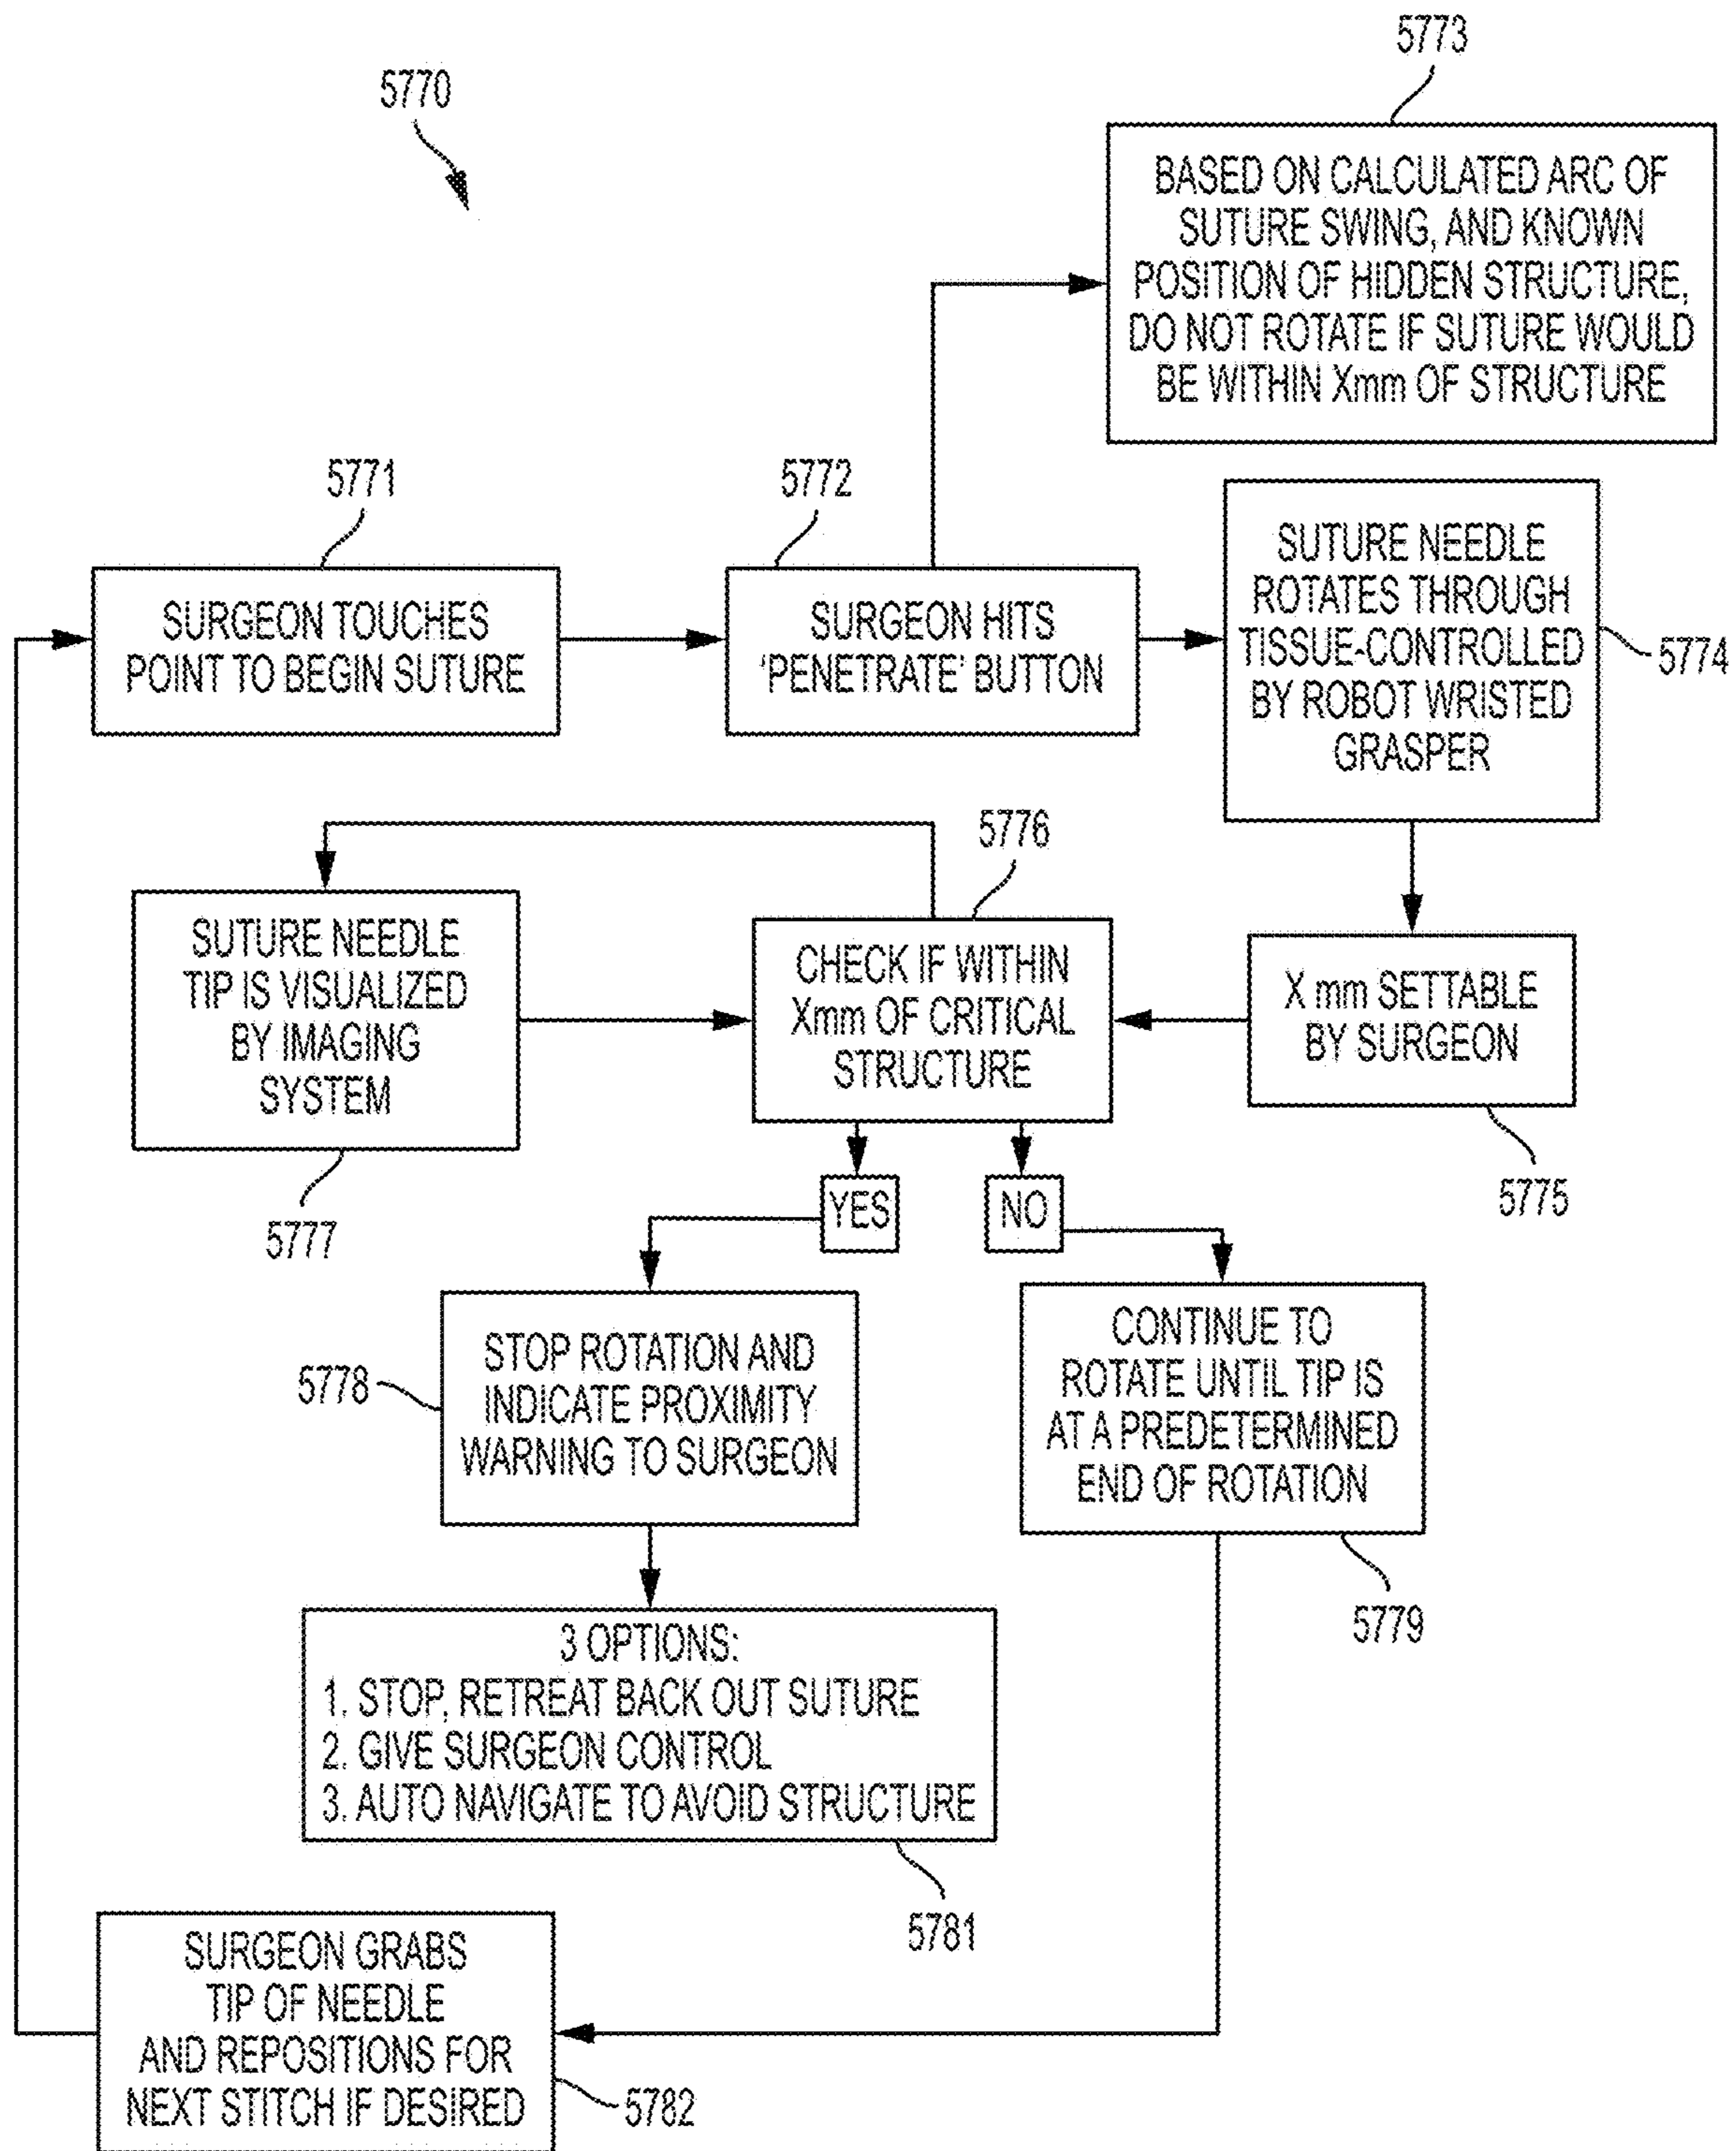 5770
5773
BASED ON CALCULATED ARC OF
SUTURE SWING, AND KNOWN
POSITION OF HIDDEN STRUCTURE,
DO NOT ROTATE IF SUTURE WOULD
BE WITHIN Xmm OF STRUCTURE
5771
SURGEON TOUCHES
POINT TO BEGIN SUTURE
5772
SURGEON HITS
'PENETRATE' BUTTON
SUTURE NEEDLE
ROTATES THROUGH
TISSUE-CONTROLLED
BY ROBOT WRISTED
GRASPER
5774
5776
SUTURE NEEDLE
TIP IS VISUALIZED
BY IMAGING
SYSTEM
5777
CHECK IF WITHIN
Xmm OF CRITICAL
STRUCTURE
X mm SETTABLE
BY SURGEON
5775
YES
NO
5778
STOP ROTATION AND
INDICATE PROXIMITY
WARNING TO SURGEON
CONTINUE TO
ROTATE UNTIL TIP IS
AT A PREDETERMINED
END OF ROTATION
5779
3 OPTIONS:
1. STOP, RETREAT BACK OUT SUTURE
2. GIVE SURGEON CONTROL
3. AUTO NAVIGATE TO AVOID STRUCTURE
5781
SURGEON GRABS
TIP OF NEEDLE
AND REPOSITIONS FOR
NEXT STITCH IF DESIRED
5782